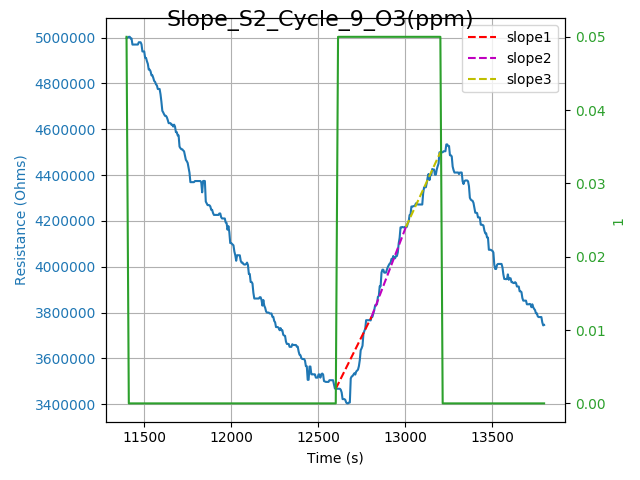 Slope_S2_Cycle_9_O3(ppm)
slope1
slope2
slope3
5000000
4800000
4600000
4400000
4200000
4000000
3800000
3600000
3400000
Resistance (Ohms)
0.05
0.04
0.03
0.02
0.01
0.00
1
11500 12000 12500 13000 13500
Time (s)